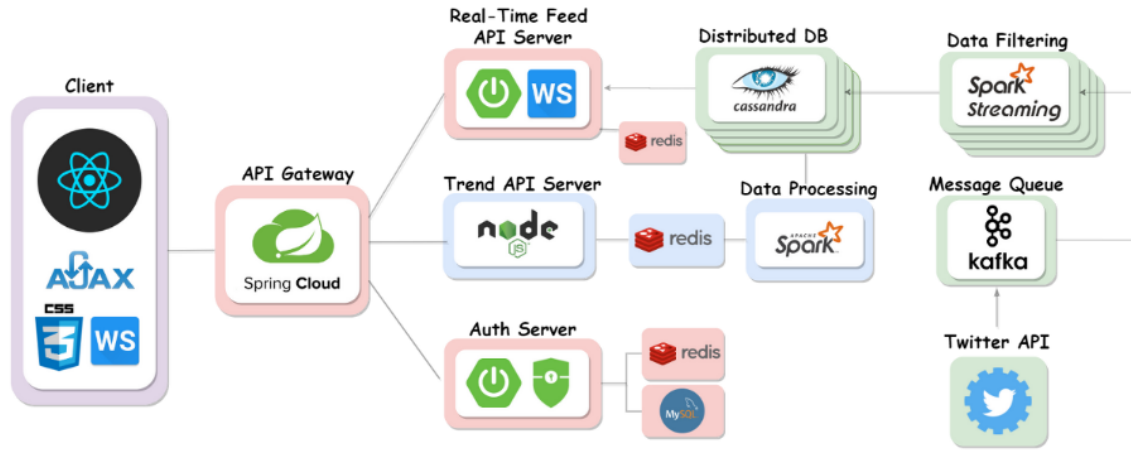 Client
AJAX
CSS
3
WS
API Gateway
Spring Cloud
Real-Time Feed
API Server
WS
redis
Trend API Server
node
JS
redis
Auth Server
redis
MySQL
Distributed DB
cassandra
Data Processing
APACHE
Spark
Data Filtering
Spark
Streaming
Message Queue
kafka
Twitter API